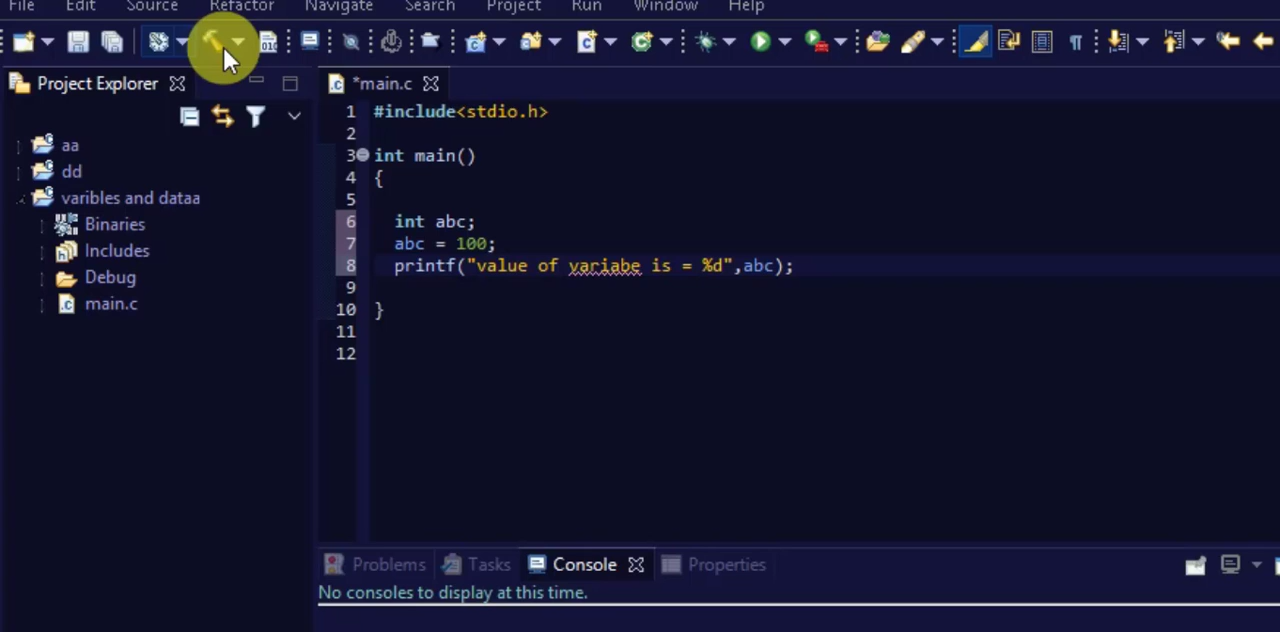 File Edit Source Refactor Navigate Search Project Run Window Help
010
Project Explorer
*main.c
aa
dd
varibles and dataa
Binaries
Includes
Debug
main.c
1 #include<stdio.h>
2
3 int main()
4 {
5
6 int abc;
7 abc = 100;
8 printf("value of variabe is = %d",abc);
9
10 }
11
12
Problems Tasks Console Properties
No consoles to display at this time.